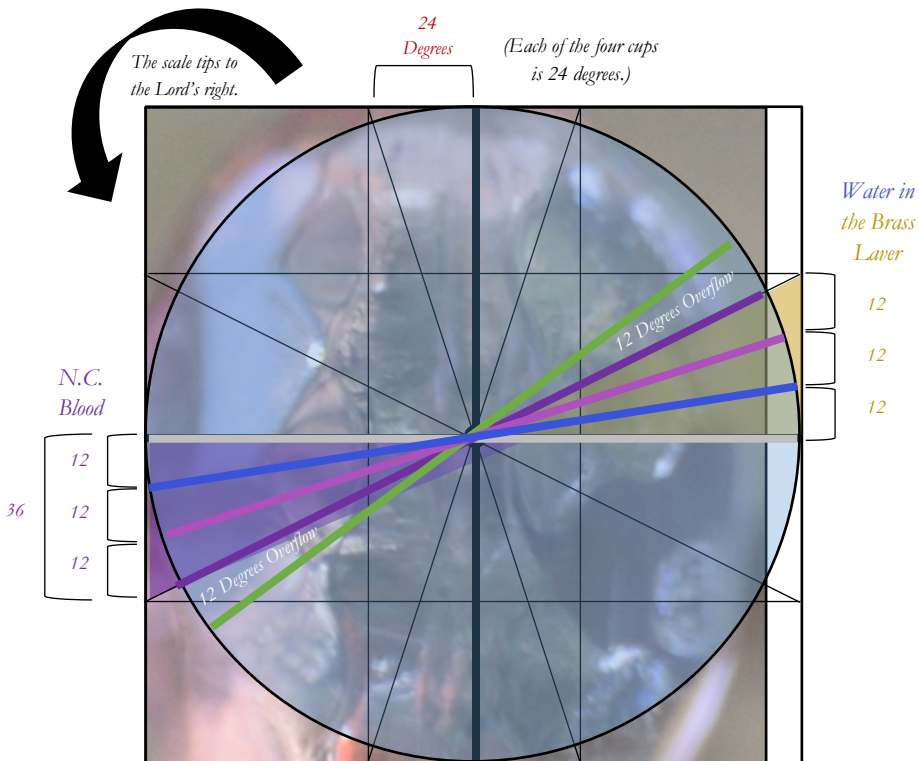 24
Degrees
(Each of the four cups
is 24 degrees.)
The scale tips to
the Lord's right.
Water in
the Brass
Laver
12
12
12
12 Degrees Overflow
N.C.
Blood
12
36
12
12
12 Degrees Overflow